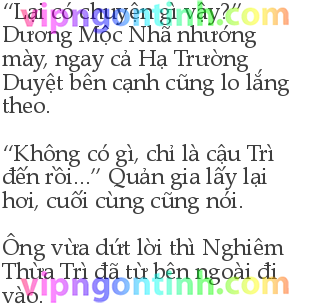 “Lại có chuyện gì vậy?”
Dương Mộc Nhã nhướng
mày, ngay cả Hạ Trường
Duyệt bên cạnh cũng lo lắng
theo.
“Không có gì, chỉ là cậu Trì
đến rồi...” Quản gia lấy lại
hơi, cuối cùng cũng nói.
Ông vừa dứt lời thì Nghiêm
Thừa Trì đã từ bên ngoài đi
vào.
vipngontinh.com
vipngontinh.com